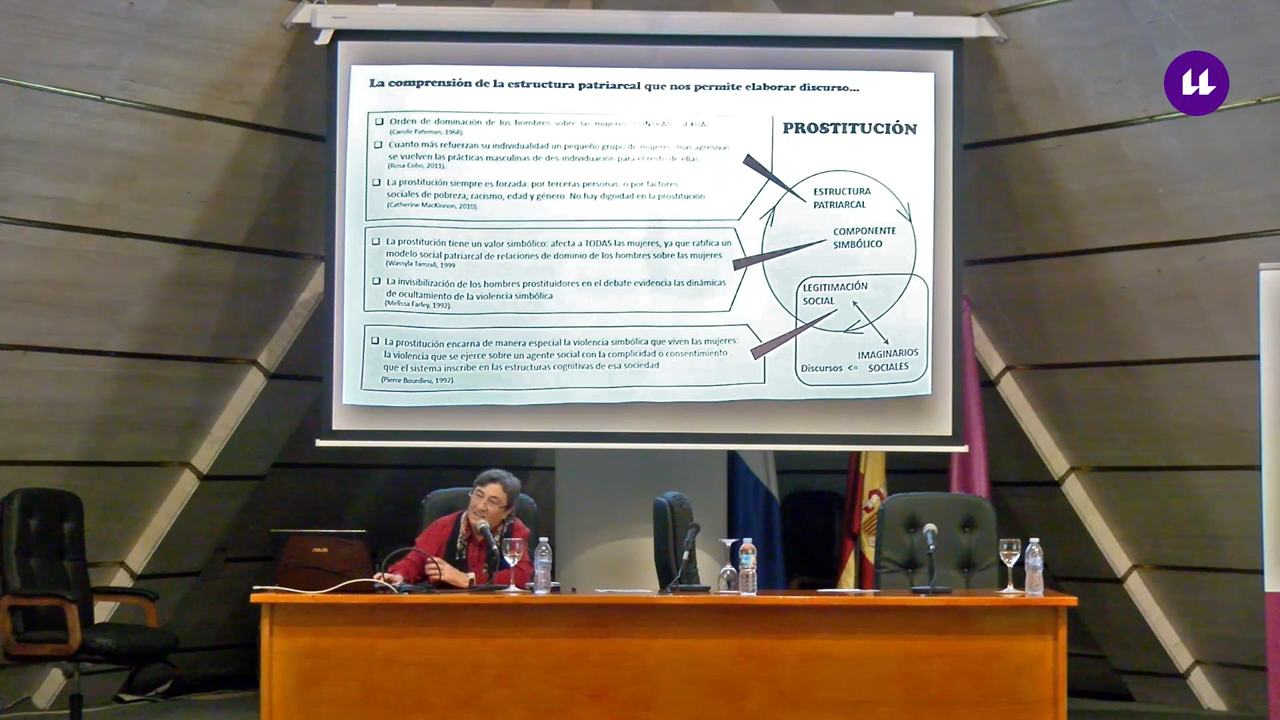 La comprensión de la estructura patriarcal que nos permite elaborar discurso...
Orden de dominación de los hombres sobre las mujeres
(Carole Pateman, 1968).
Cuanto más refuerzan su individualidad un pequeño grupo de mujeres, mas agresivas
se vuelven las prácticas masculinas de des individuación para el resto de ellas
(Rosa Cobo, 2011).
La prostitución siempre es forzada: por terceras personas, o por factores
sociales de pobreza, racismo, edad y género. No hay dignidad en la prostitución
(Catherine MacKinnon, 2010).
La prostitución tiene un valor simbólico: afecta a TODAS las mujeres, ya que ratifica un
modelo social patriarcal de relaciones de dominio de los hombres sobre las mujeres
(Wassyla Tamzali, 1999
La invisibilización de los hombres prostituidores en el debate evidencia las dinámicas
de ocultamiento de la violencia simbólica
(Melissa Farley, 1992).
La prostitución encarna de manera especial la violencia simbólica que viven las mujeres:
la violencia que se ejerce sobre un agente social con la complicidad o consentimiento
que el sistema inscribe en las estructuras cognitivas de esa sociedad
(Pierre Bourdieu, 1992).
PROSTITUCIÓN
ESTRUCTURA
PATRIARCAL
COMPONENTE
SIMBÓLICO
LEGITIMACIÓN
SOCIAL
IMAGINARIOS
Discursos <= SOCIALES
ASUS